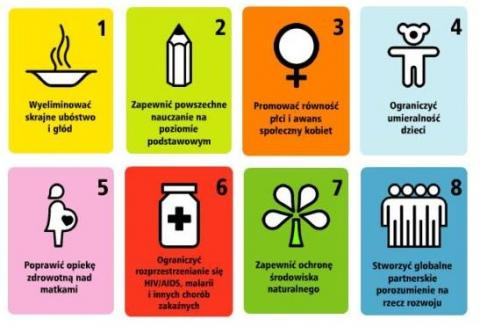 1
Wyeliminować
skrajne ubóstwo
i głód
2
Zapewnić powszechne
nauczanie na
poziomie
podstawowym
3
Promować równość
płci i awans
społeczny kobiet
4
Ograniczyć
umieralność
dzieci
5
Poprawić opiekę
zdrowotną nad
matkami
6
Ograniczyć
rozprzestrzenianie się
HIV/AIDS, malarii
i innych chorób
zakaźnych
7
Zapewnić ochronę
środowiska
naturalnego
8
Stworzyć globalne
partnerskie
porozumienie na
rzecz rozwoju